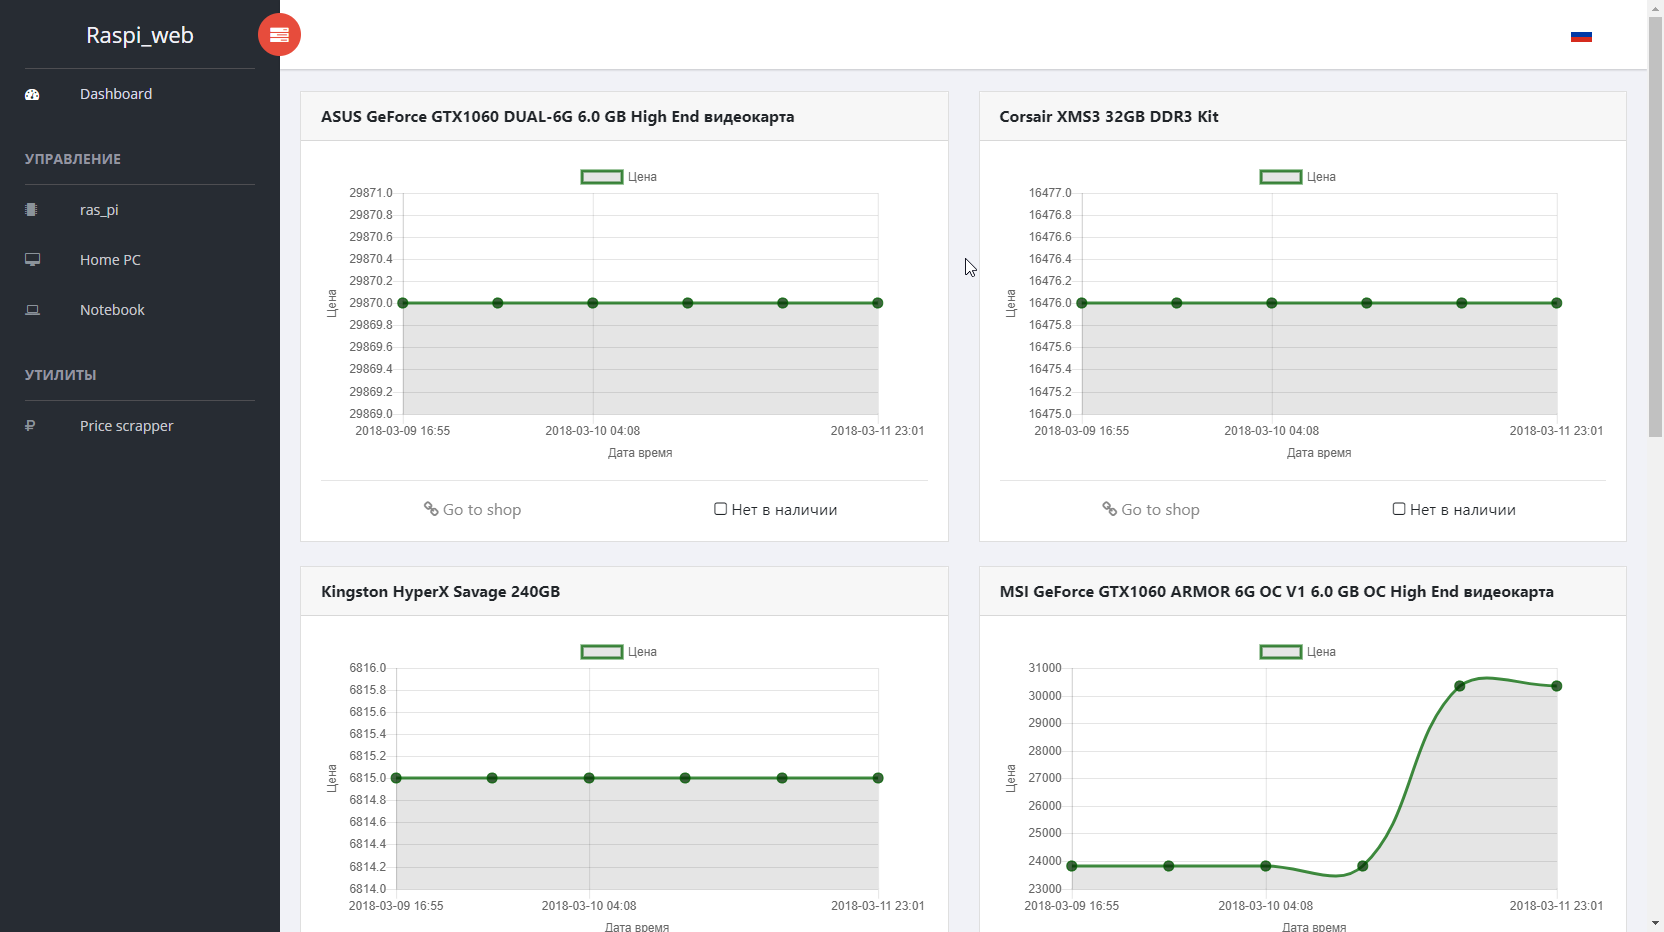 Raspi_web
Dashboard
УПРАВЛЕНИЕ
ras_pi
Home PC
Notebook
УТИЛИТЫ
Price scrapper
ASUS GeForce GTX1060 DUAL-6G 6.0 GB High End видеокарта
Цена
29871.0
29870.8
29870.6
29870.4
29870.2
29870.0
29869.8
29869.6
29869.4
29869.2
29869.0
Цена
2018-03-09 16:55 2018-03-10 04:08 2018-03-11 23:01
Дата время
Go to shop Нет в наличии
Corsair XMS3 32GB DDR3 Kit
Цена
16477.0
16476.8
16476.6
16476.4
16476.2
16476.0
16475.8
16475.6
16475.4
16475.2
16475.0
Цена
2018-03-09 16:55 2018-03-10 04:08 2018-03-11 23:01
Дата время
Go to shop Нет в наличии
Kingston HyperX Savage 240GB
Цена
6816.0
6815.8
6815.6
6815.4
6815.2
6815.0
6814.8
6814.6
6814.4
6814.2
6814.0
Цена
2018-03-09 16:55 2018-03-10 04:08 2018-03-11 23:01
Дата время
MSI GeForce GTX1060 ARMOR 6G OC V1 6.0 GB OC High End видеокарта
Цена
31000
30000
29000
28000
27000
26000
25000
24000
23000
Цена
2018-03-09 16:55 2018-03-10 04:08 2018-03-11 23:01
Дата время